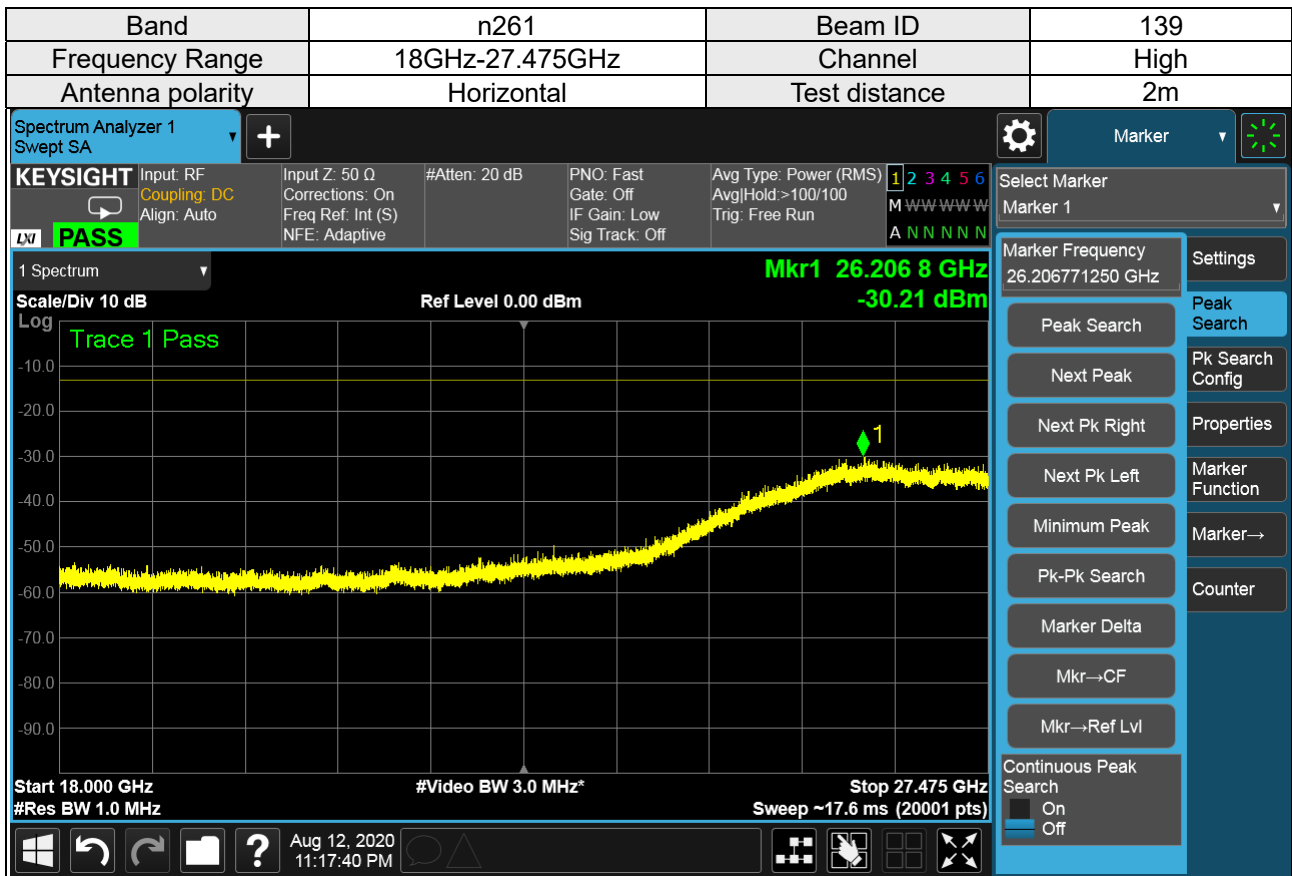 Band n261 Beam ID 139
Frequency Range 18GHz-27.475GHz Channel High
Antenna polarity Horizontal Test distance 2m
Spectrum Analyzer 1
Swept SA
+
Marker
KEYSIGHT
LXI PASS
Input: RF
Coupling: DC
Align: Auto
Input Z: 50 Ω
Corrections: On
Freq Ref: Int (S)
NFE: Adaptive
#Atten: 20 dB
PNO: Fast
Gate: Off
IF Gain: Low
Sig Track: Off
Avg Type: Power (RMS)
Avg|Hold:>100/100
Trig: Free Run
1 2 3 4 5 6
M W W W W W
A N N N N N
Select Marker
Marker 1
1 Spectrum
Mkr1 26.206 8 GHz
-30.21 dBm
Scale/Div 10 dB
Ref Level 0.00 dBm
Log
Trace 1 Pass
-10.0
-20.0
-30.0
-40.0
-50.0
-60.0
-70.0
-80.0
-90.0
1
Start 18.000 GHz
#Res BW 1.0 MHz
#Video BW 3.0 MHz*
Stop 27.475 GHz
Sweep ~17.6 ms (20001 pts)
Marker Frequency
26.206771250 GHz
Peak Search
Next Peak
Next Pk Right
Next Pk Left
Minimum Peak
Pk-Pk Search
Marker Delta
Mkr→CF
Mkr→Ref Lvl
Continuous Peak
Search
On
Off
Settings
Peak
Search
Pk Search
Config
Properties
Marker
Function
Marker→
Counter
?
Aug 12, 2020
11:17:40 PM